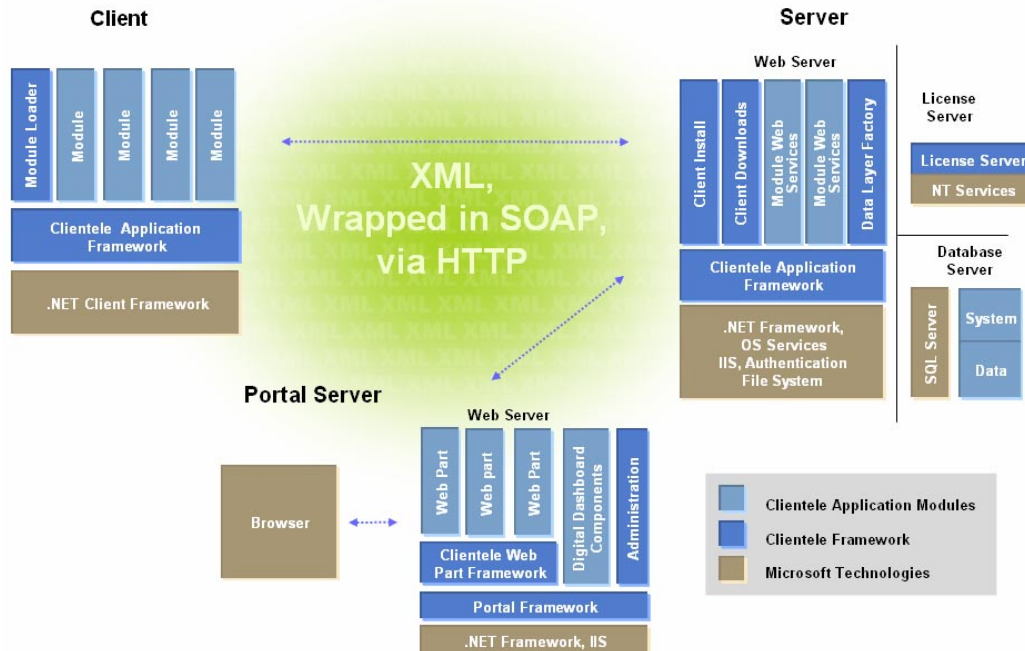 Client
Server
Module Loader
Module
Module
Module
Module
Clientele Application
Framework
.NET Client Framework
XML,
Wrapped in SOAP,
via HTTP
Web Server
Client Install
Client Downloads
Module Web
Services
Module Web
Services
Data Layer Factory
Clientele Application
Framework
.NET Framework,
OS Services
IIS, Authentication
File System
License
Server
License Server
NT Services
Database
Server
SQL Server
System
Data
Portal Server
Web Server
Browser
Web Part
Web part
Web Part
Digital Dashboard
Components
Administration
Clientele Web
Part Framework
Portal Framework
.NET Framework, IIS
Clientele Application Modules
Clientele Framework
Microsoft Technologies